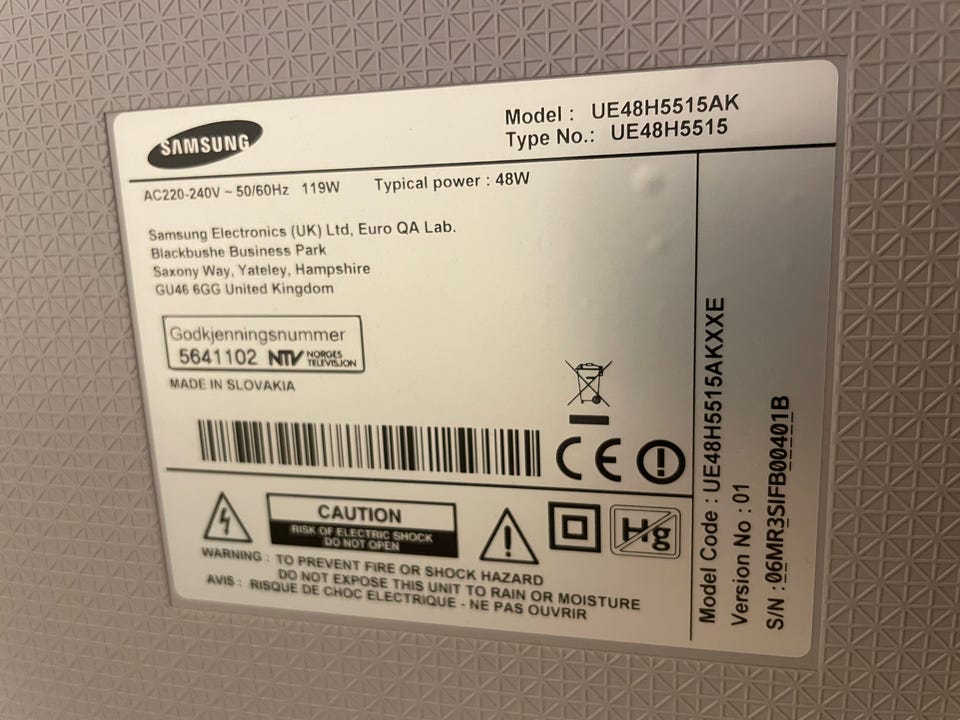 SAMSUNG
Model : UE48H5515AK
Type No.: UE48H5515
AC220-240V ~ 50/60Hz 119W Typical power : 48W
Samsung Electronics (UK) Ltd, Euro QA Lab.
Blackbushe Business Park
Saxony Way, Yateley, Hampshire
GU46 6GG United Kingdom
Godkjenningsnummer
5641102 NTV NORGES
TELEVISJON
MADE IN SLOVAKIA
CE
CAUTION
RISK OF ELECTRIC SHOCK
DO NOT OPEN
Hg
WARNING : TO PREVENT FIRE OR SHOCK HAZARD
DO NOT EXPOSE THIS UNIT TO RAIN OR MOISTURE
AVIS : RISQUE DE CHOC ELECTRIQUE - NE PAS OUVRIR
Model Code : UE48H5515AKXXE
Version No : 01
S/N : 06MR3SIFB00401B